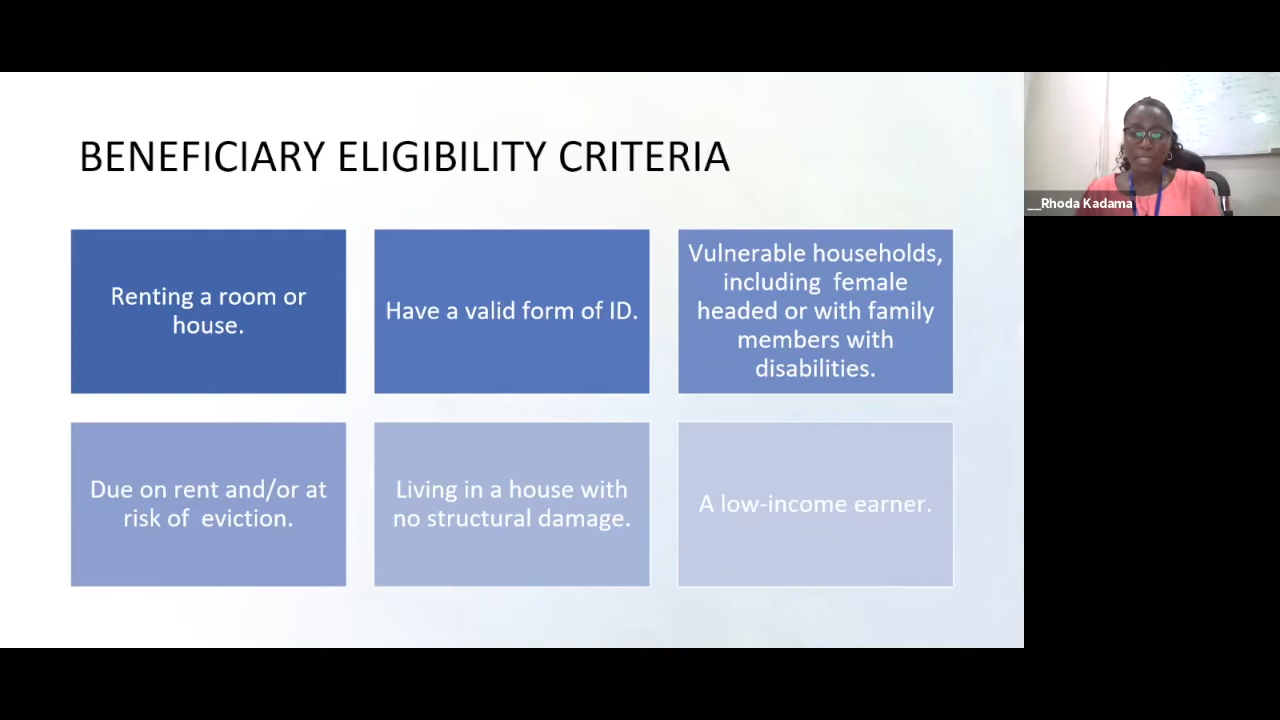 BENEFICIARY ELIGIBILITY CRITERIA
Renting a room or
house.
Have a valid form of ID.
Vulnerable households,
including female
headed or with family
members with
disabilities.
Due on rent and/or at
risk of eviction.
Living in a house with
no structural damage.
A low-income earner.
__Rhoda Kadama